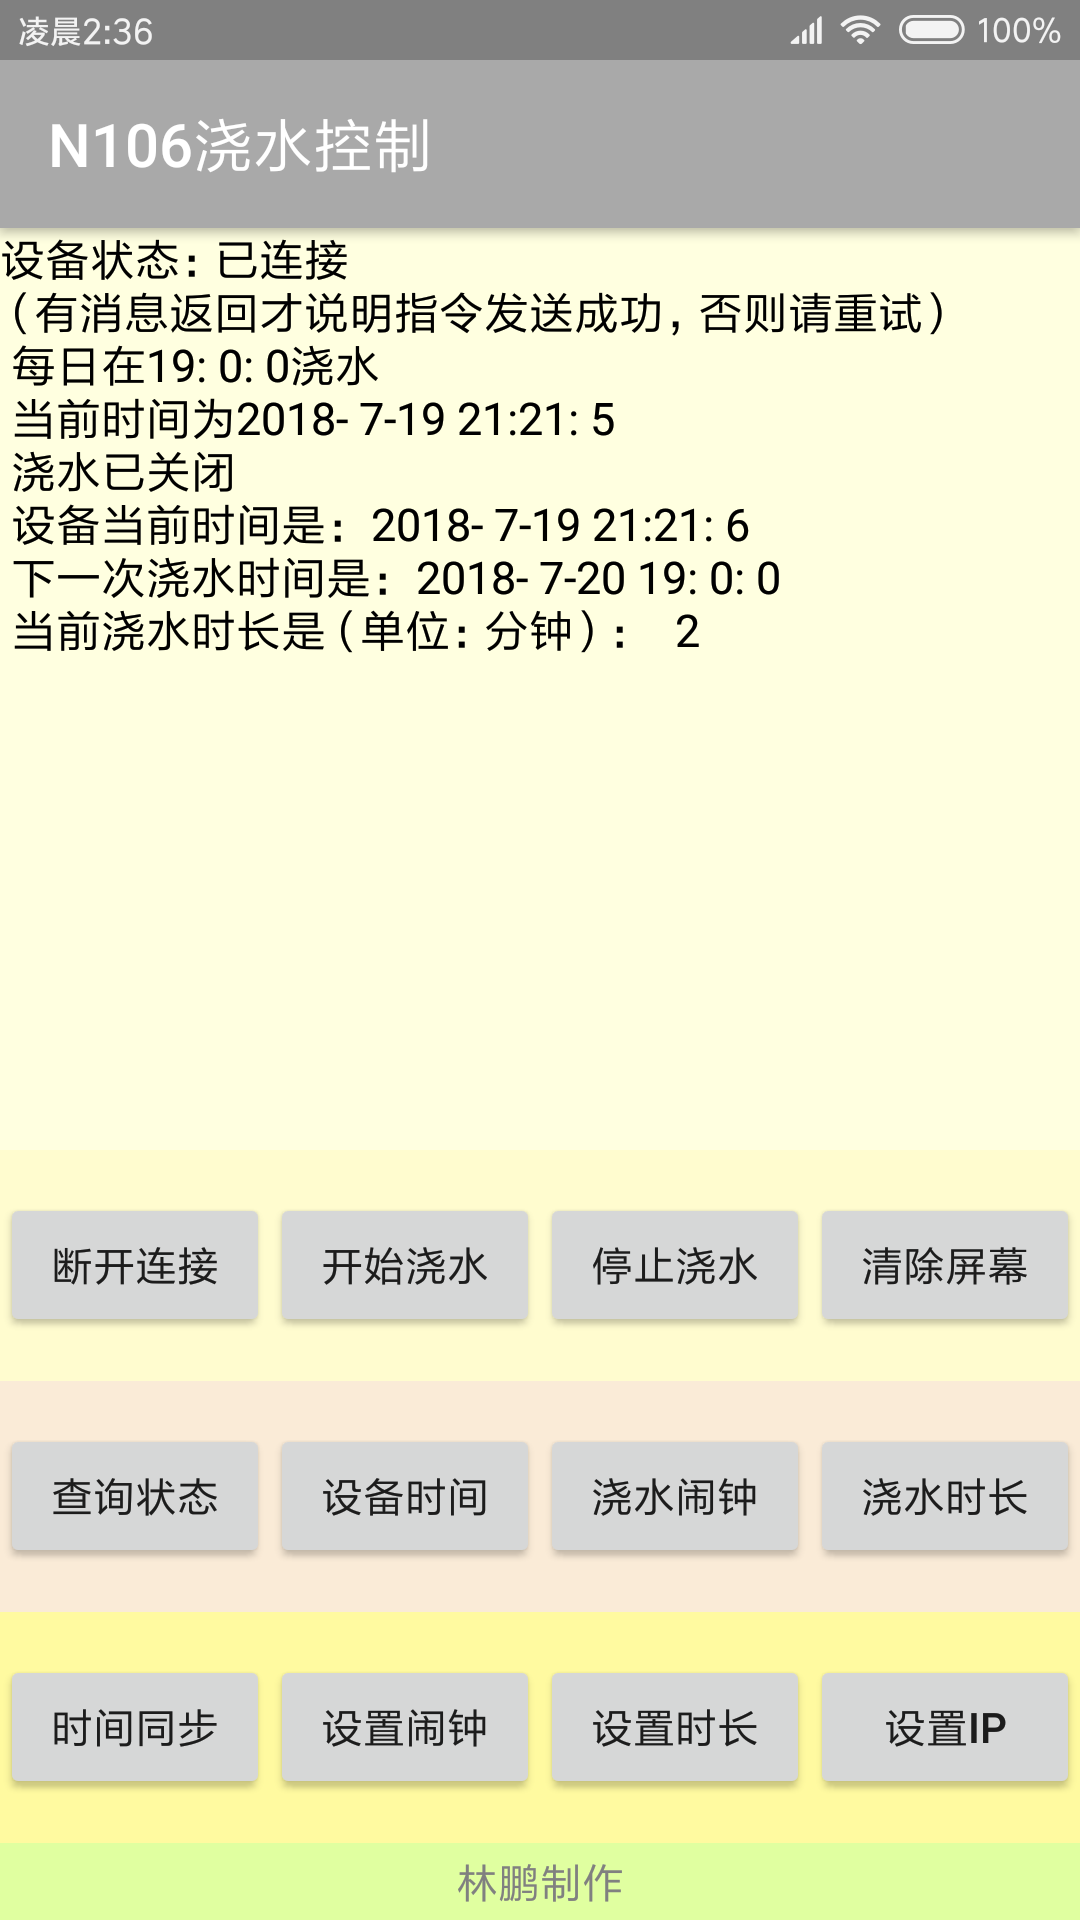 凌晨2:36
100%
N106浇水控制
设备状态：已连接
（有消息返回才说明指令发送成功，否则请重试）
每日在19: 0: 0浇水
当前时间为2018- 7-19 21:21: 5
浇水已关闭
设备当前时间是：2018- 7-19 21:21: 6
下一次浇水时间是：2018- 7-20 19: 0: 0
当前浇水时长是（单位：分钟）： 2
断开连接 开始浇水 停止浇水 清除屏幕
查询状态 设备时间 浇水闹钟 浇水时长
时间同步 设置闹钟 设置时长 设置IP
林鹏制作